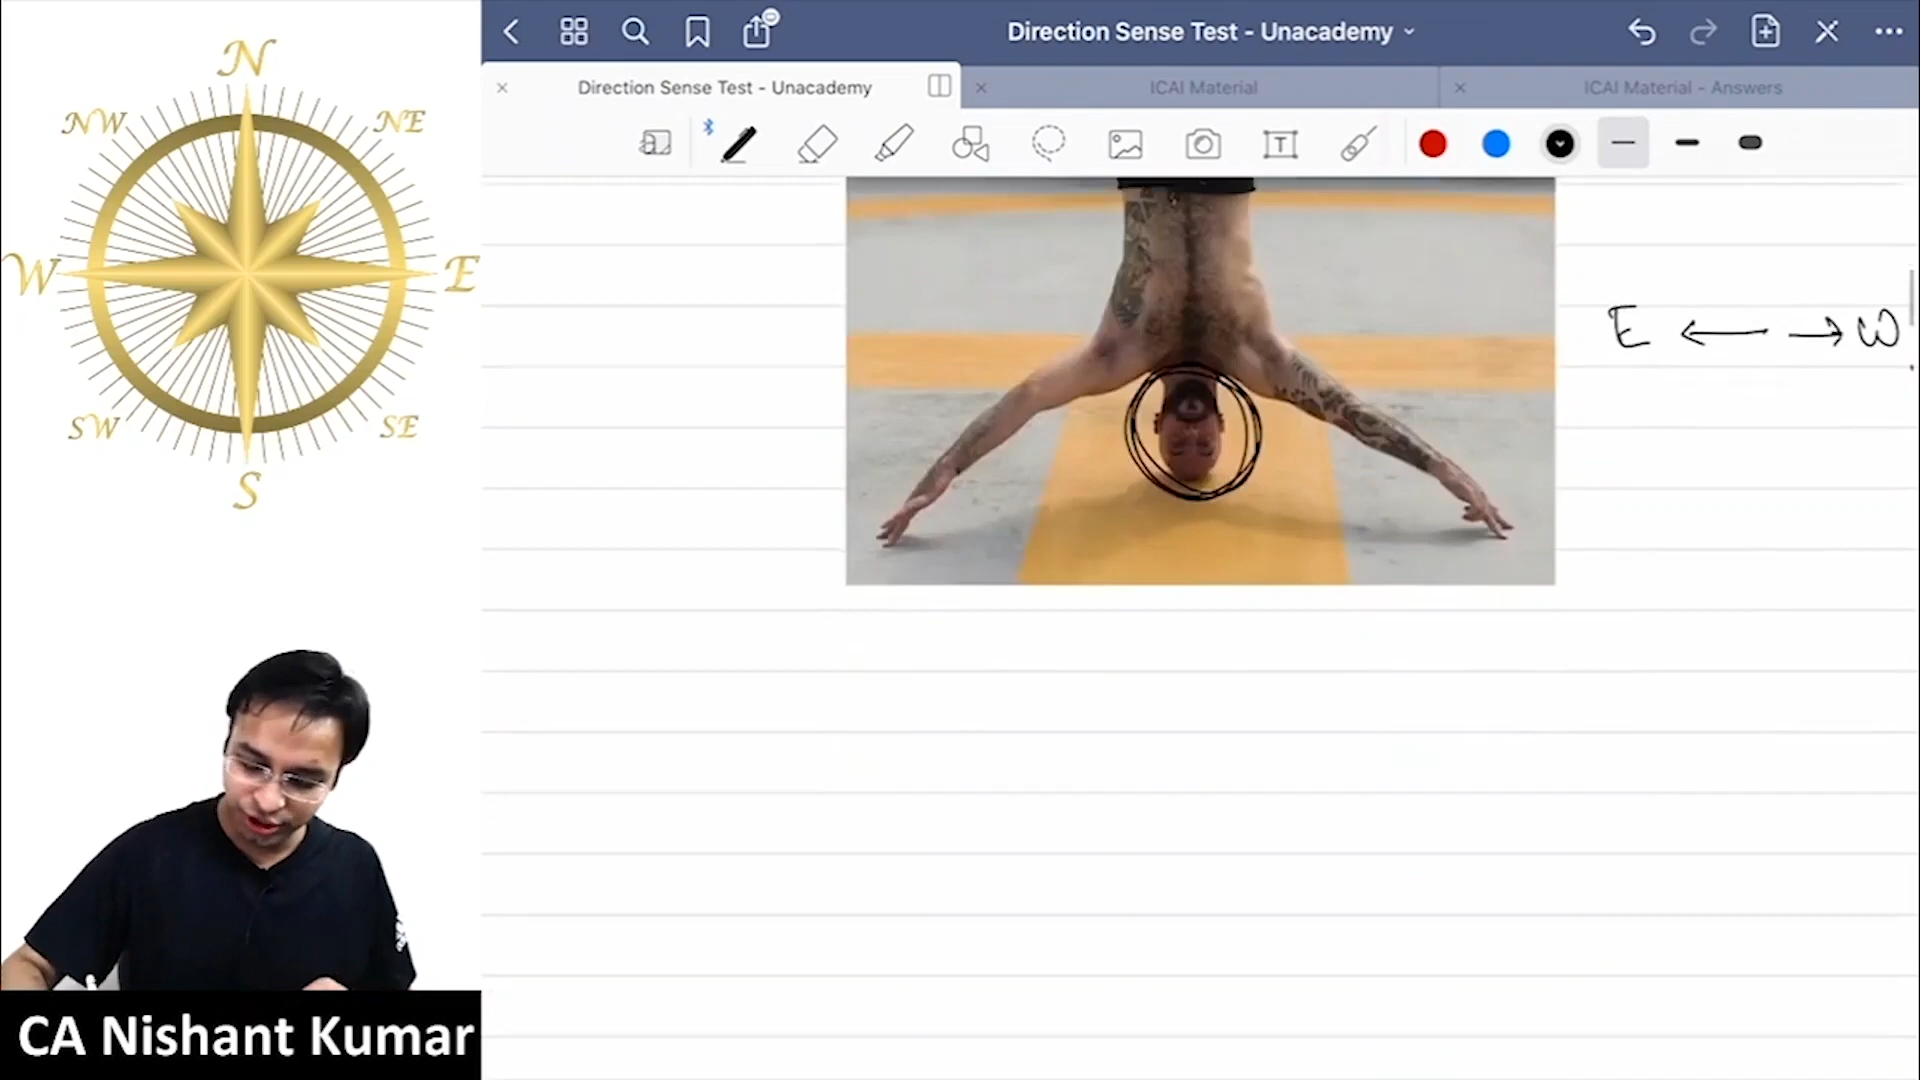 N
NW
NE
W
E
SW
SE
S
Direction Sense Test - Unacademy
Direction Sense Test - Unacademy
ICAI Material
ICAI Material - Answers
a
T
E ← → W
CA Nishant Kumar